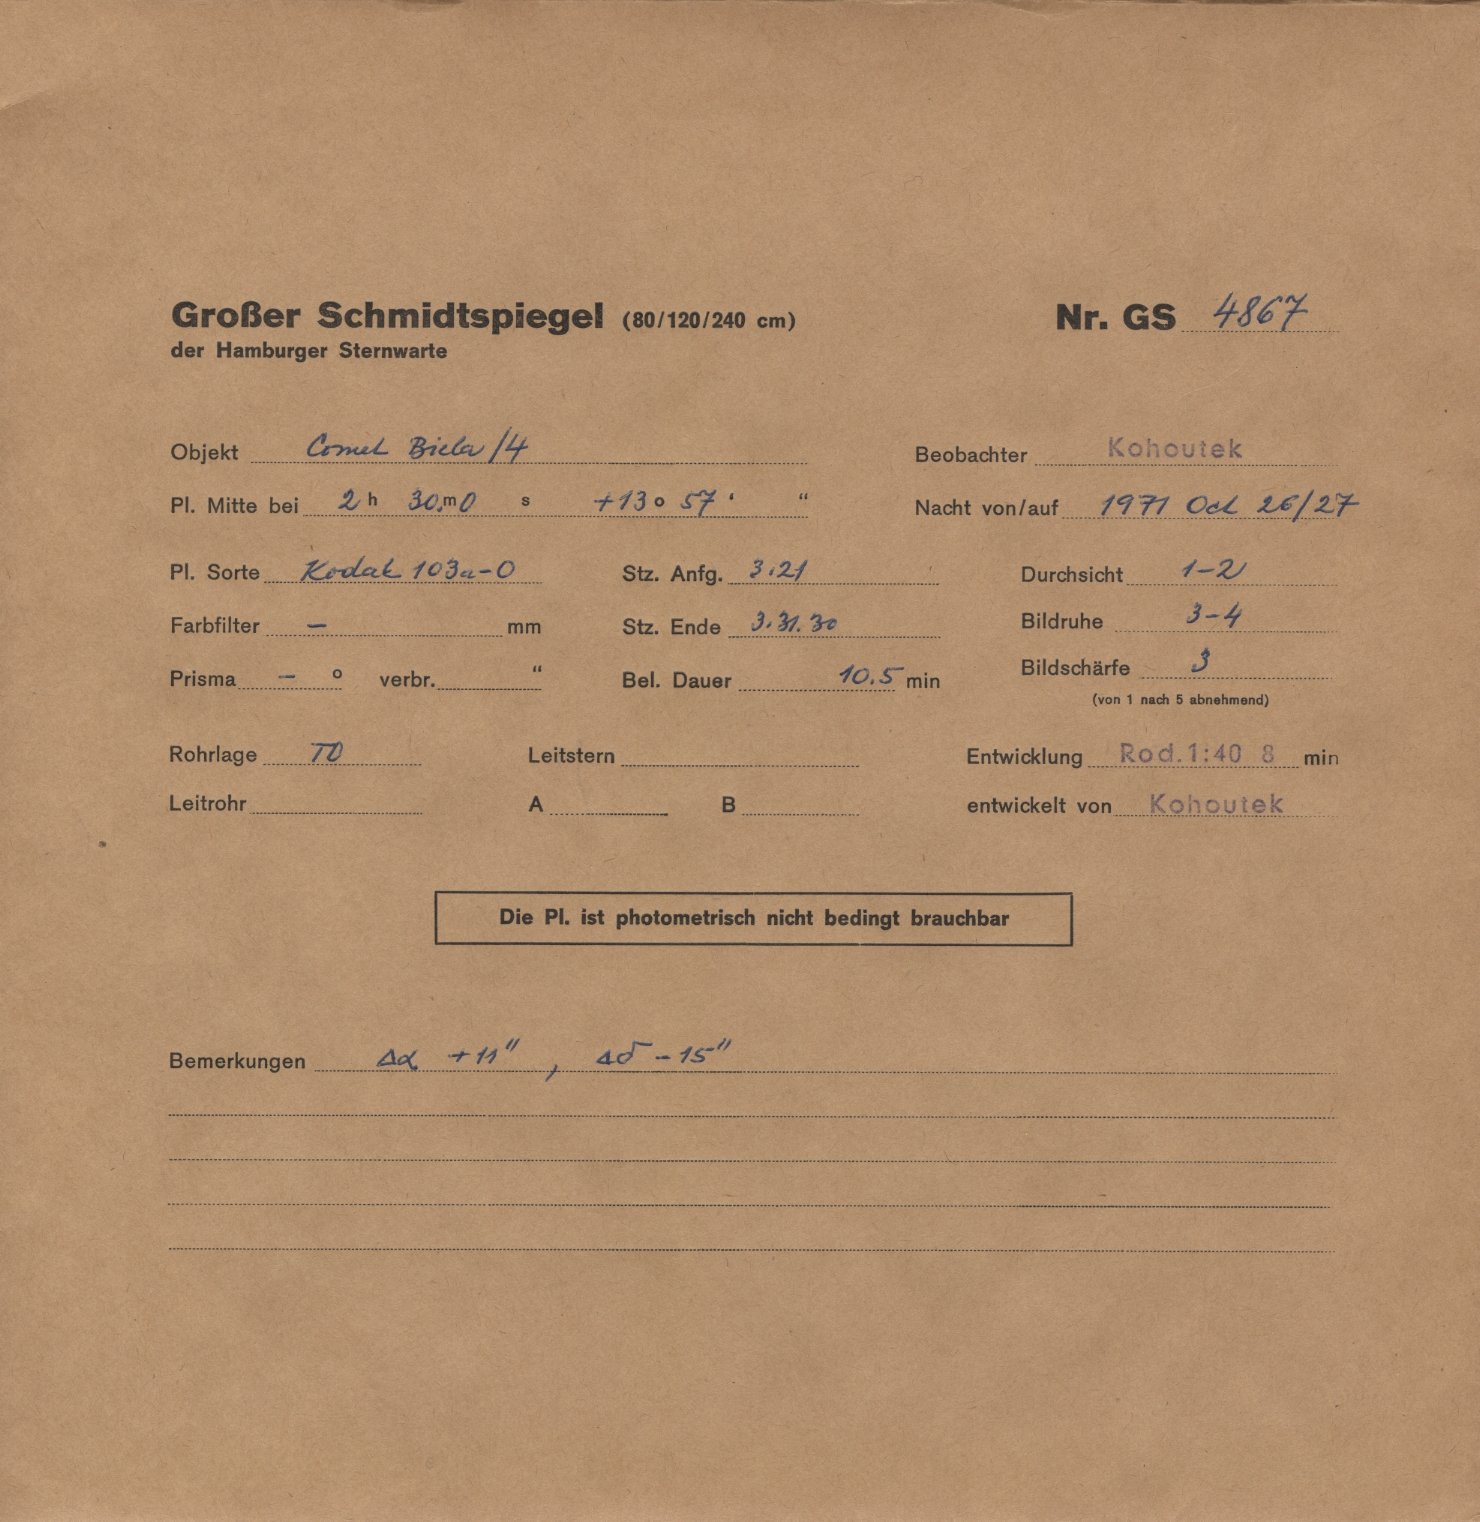 Großer Schmidtspiegel (80/120/240 cm) Nr. GS 4867
der Hamburger Sternwarte
Objekt Comet Biela/4 Beobachter Kohoutek
Pl. Mitte bei 2 h 30.m0 s +13 o 57 ' “ Nacht von/auf 1971 Oct 26/27
Pl. Sorte Kodak 103a-O Stz. Anfg. 3.21 Durchsicht 1-2
Farbfilter – mm Stz. Ende 3.31.30 Bildruhe 3-4
Prisma – o verbr. “ Bel. Dauer 10.5 min Bildschärfe 3
(von 1 nach 5 abnehmend)
Rohrlage TO Leitstern Entwicklung Rod.1:40 8 min
Leitrohr A B entwickelt von Kohoutek
Die Pl. ist photometrisch nicht bedingt brauchbar
Bemerkungen Δα +11", Δδ -15"